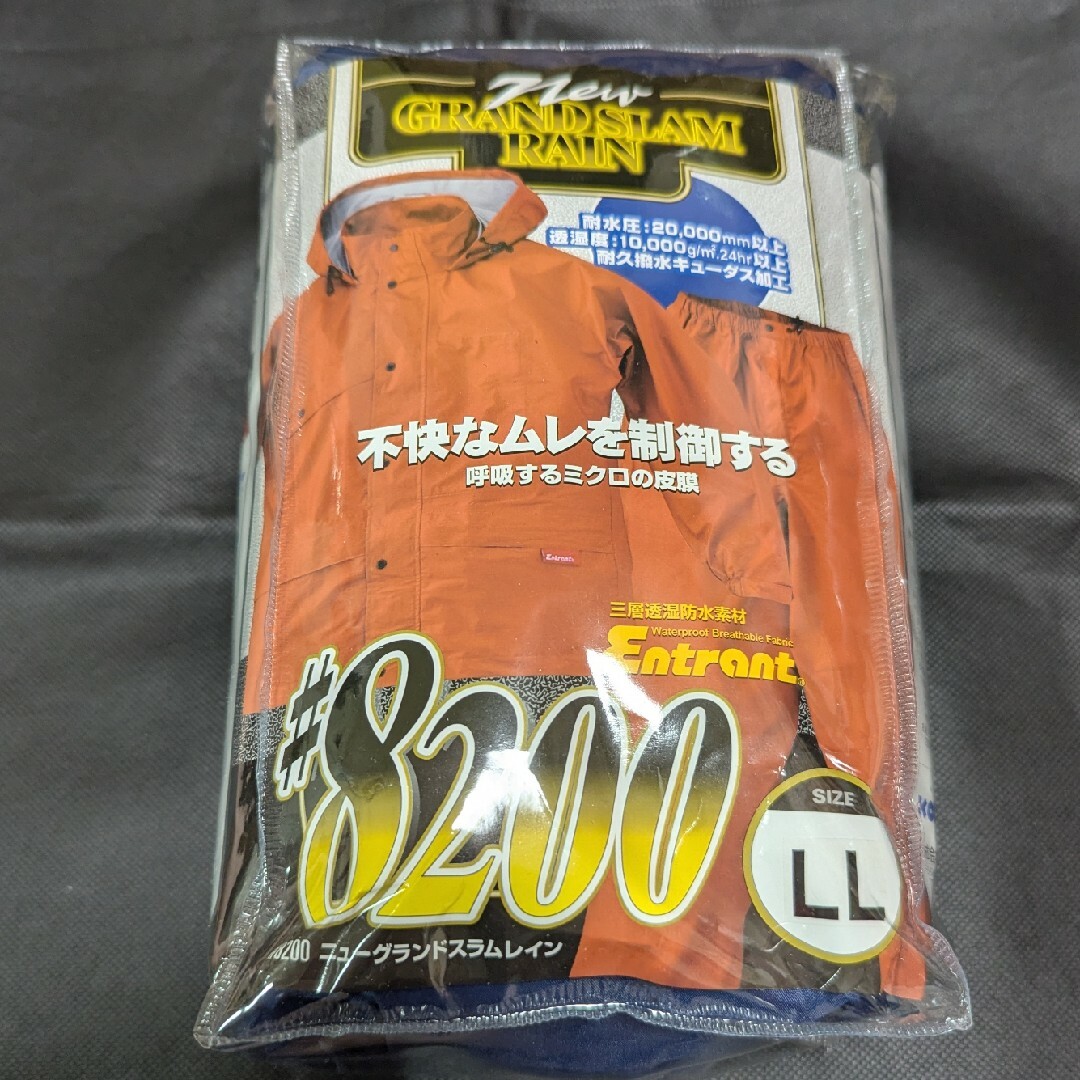 New
GRAND SLAM
RAIN
耐水圧:20,000mm以上
透湿度:10,000g/㎡.24hr以上
耐久撥水キューダス加工
不快なムレを制御する
呼吸するミクロの皮膜
Entrant
三層透湿防水素材
Waterproof Breathable Fabric
Entrant®
#8200
SIZE
LL
#8200 ニューグランドスラムレイン